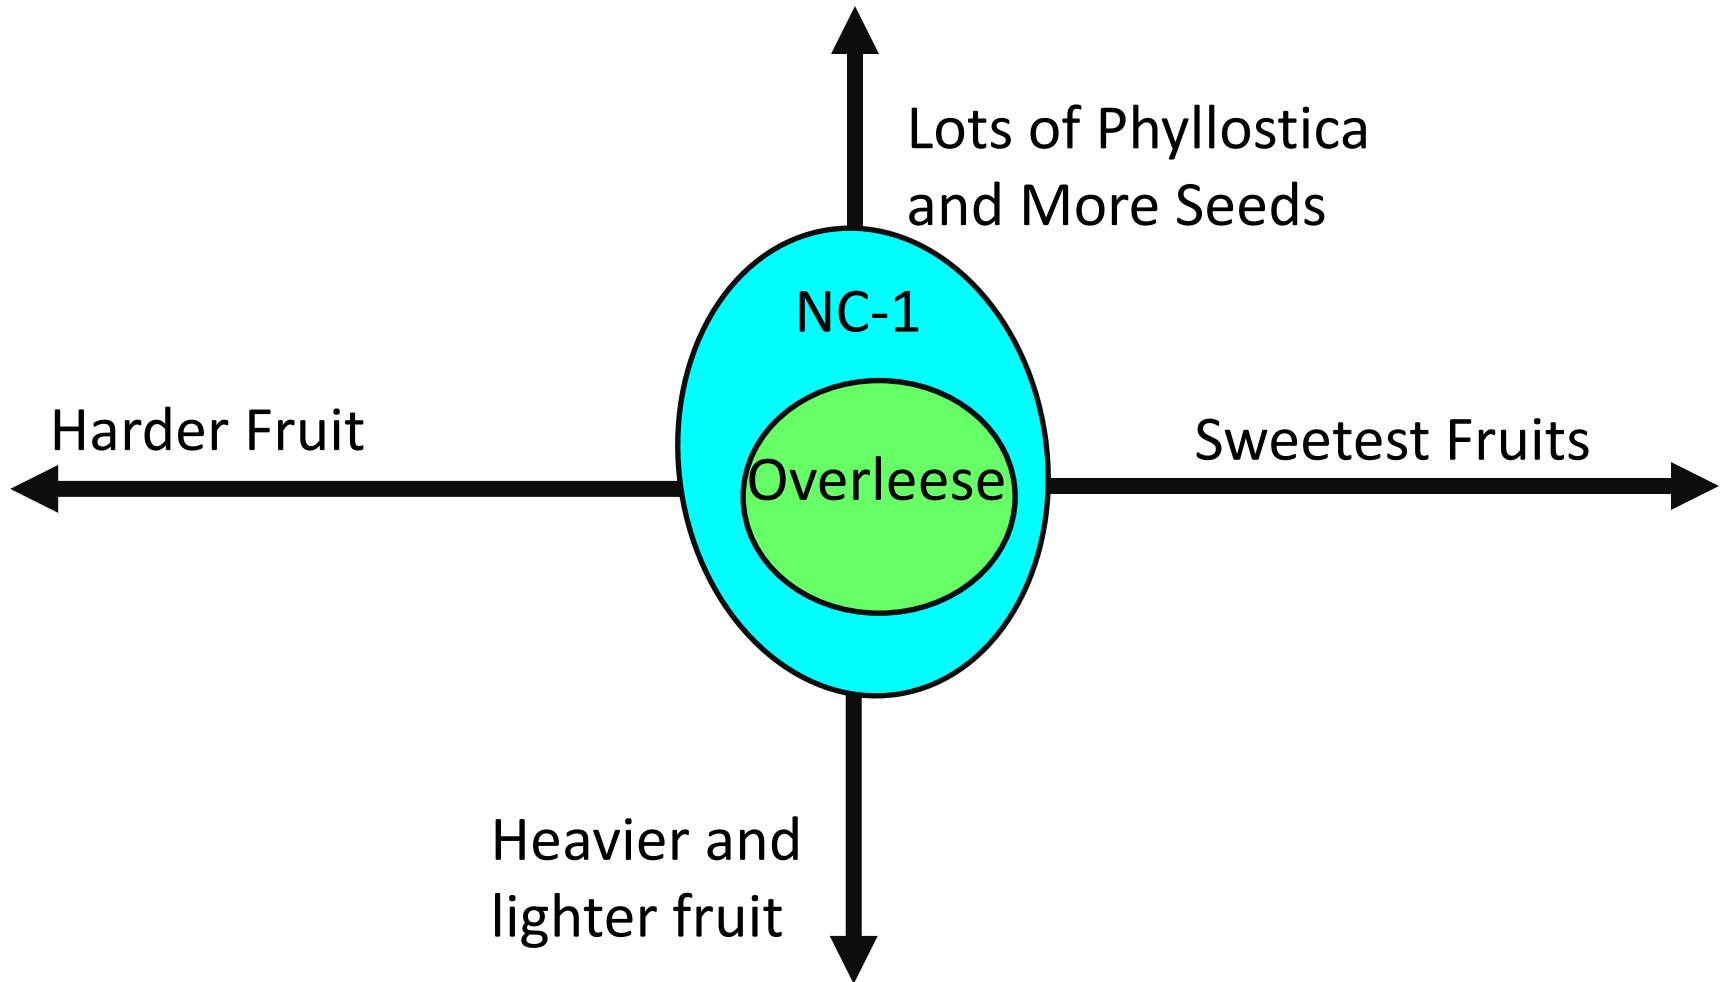 Lots of Phyllostica
and More Seeds
NC-1
Harder Fruit
Sweetest Fruits
Overleese
Heavier and
lighter fruit